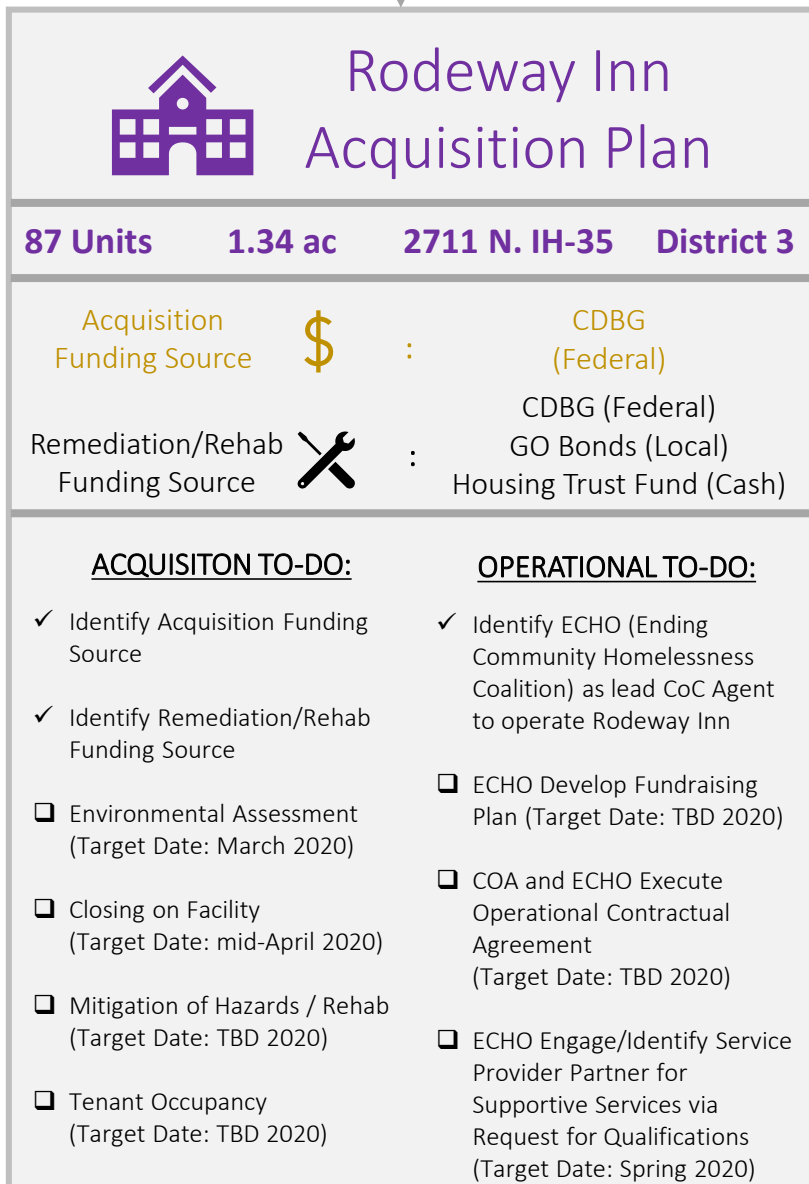 Rodeway Inn
Acquisition Plan
87 Units 1.34 ac 2711 N. IH-35 District 3
Acquisition
Funding Source
$ :
CDBG
(Federal)
Remediation/Rehab
Funding Source
:
CDBG (Federal)
GO Bonds (Local)
Housing Trust Fund (Cash)
ACQUISITON TO-DO:
✓ Identify Acquisition Funding
Source
✓ Identify Remediation/Rehab
Funding Source
❑ Environmental Assessment
(Target Date: March 2020)
❑ Closing on Facility
(Target Date: mid-April 2020)
❑ Mitigation of Hazards / Rehab
(Target Date: TBD 2020)
❑ Tenant Occupancy
(Target Date: TBD 2020)
OPERATIONAL TO-DO:
✓ Identify ECHO (Ending
Community Homelessness
Coalition) as lead CoC Agent
to operate Rodeway Inn
❑ ECHO Develop Fundraising
Plan (Target Date: TBD 2020)
❑ COA and ECHO Execute
Operational Contractual
Agreement
(Target Date: TBD 2020)
❑ ECHO Engage/Identify Service
Provider Partner for
Supportive Services via
Request for Qualifications
(Target Date: Spring 2020)